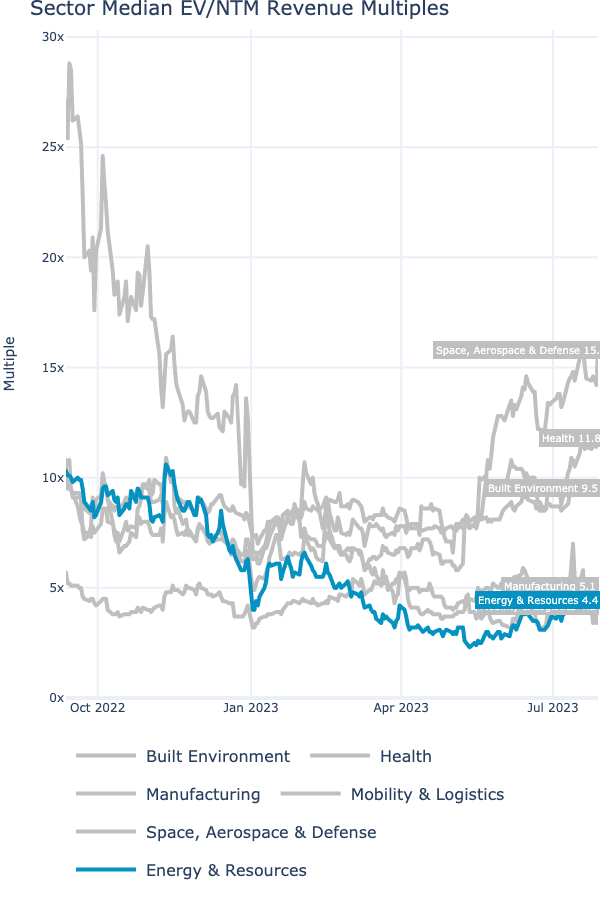 Sector Median EV/NTM Revenue Multiples
30x
25x
20x
15x
10x
5x
0x
Multiple
Space, Aerospace & Defense 15.
Health 11.8
Built Environment 9.5
Manufacturing 5.1
Energy & Resources 4.4
Oct 2022 Jan 2023 Apr 2023 Jul 2023
Built Environment Health
Manufacturing Mobility & Logistics
Space, Aerospace & Defense
Energy & Resources